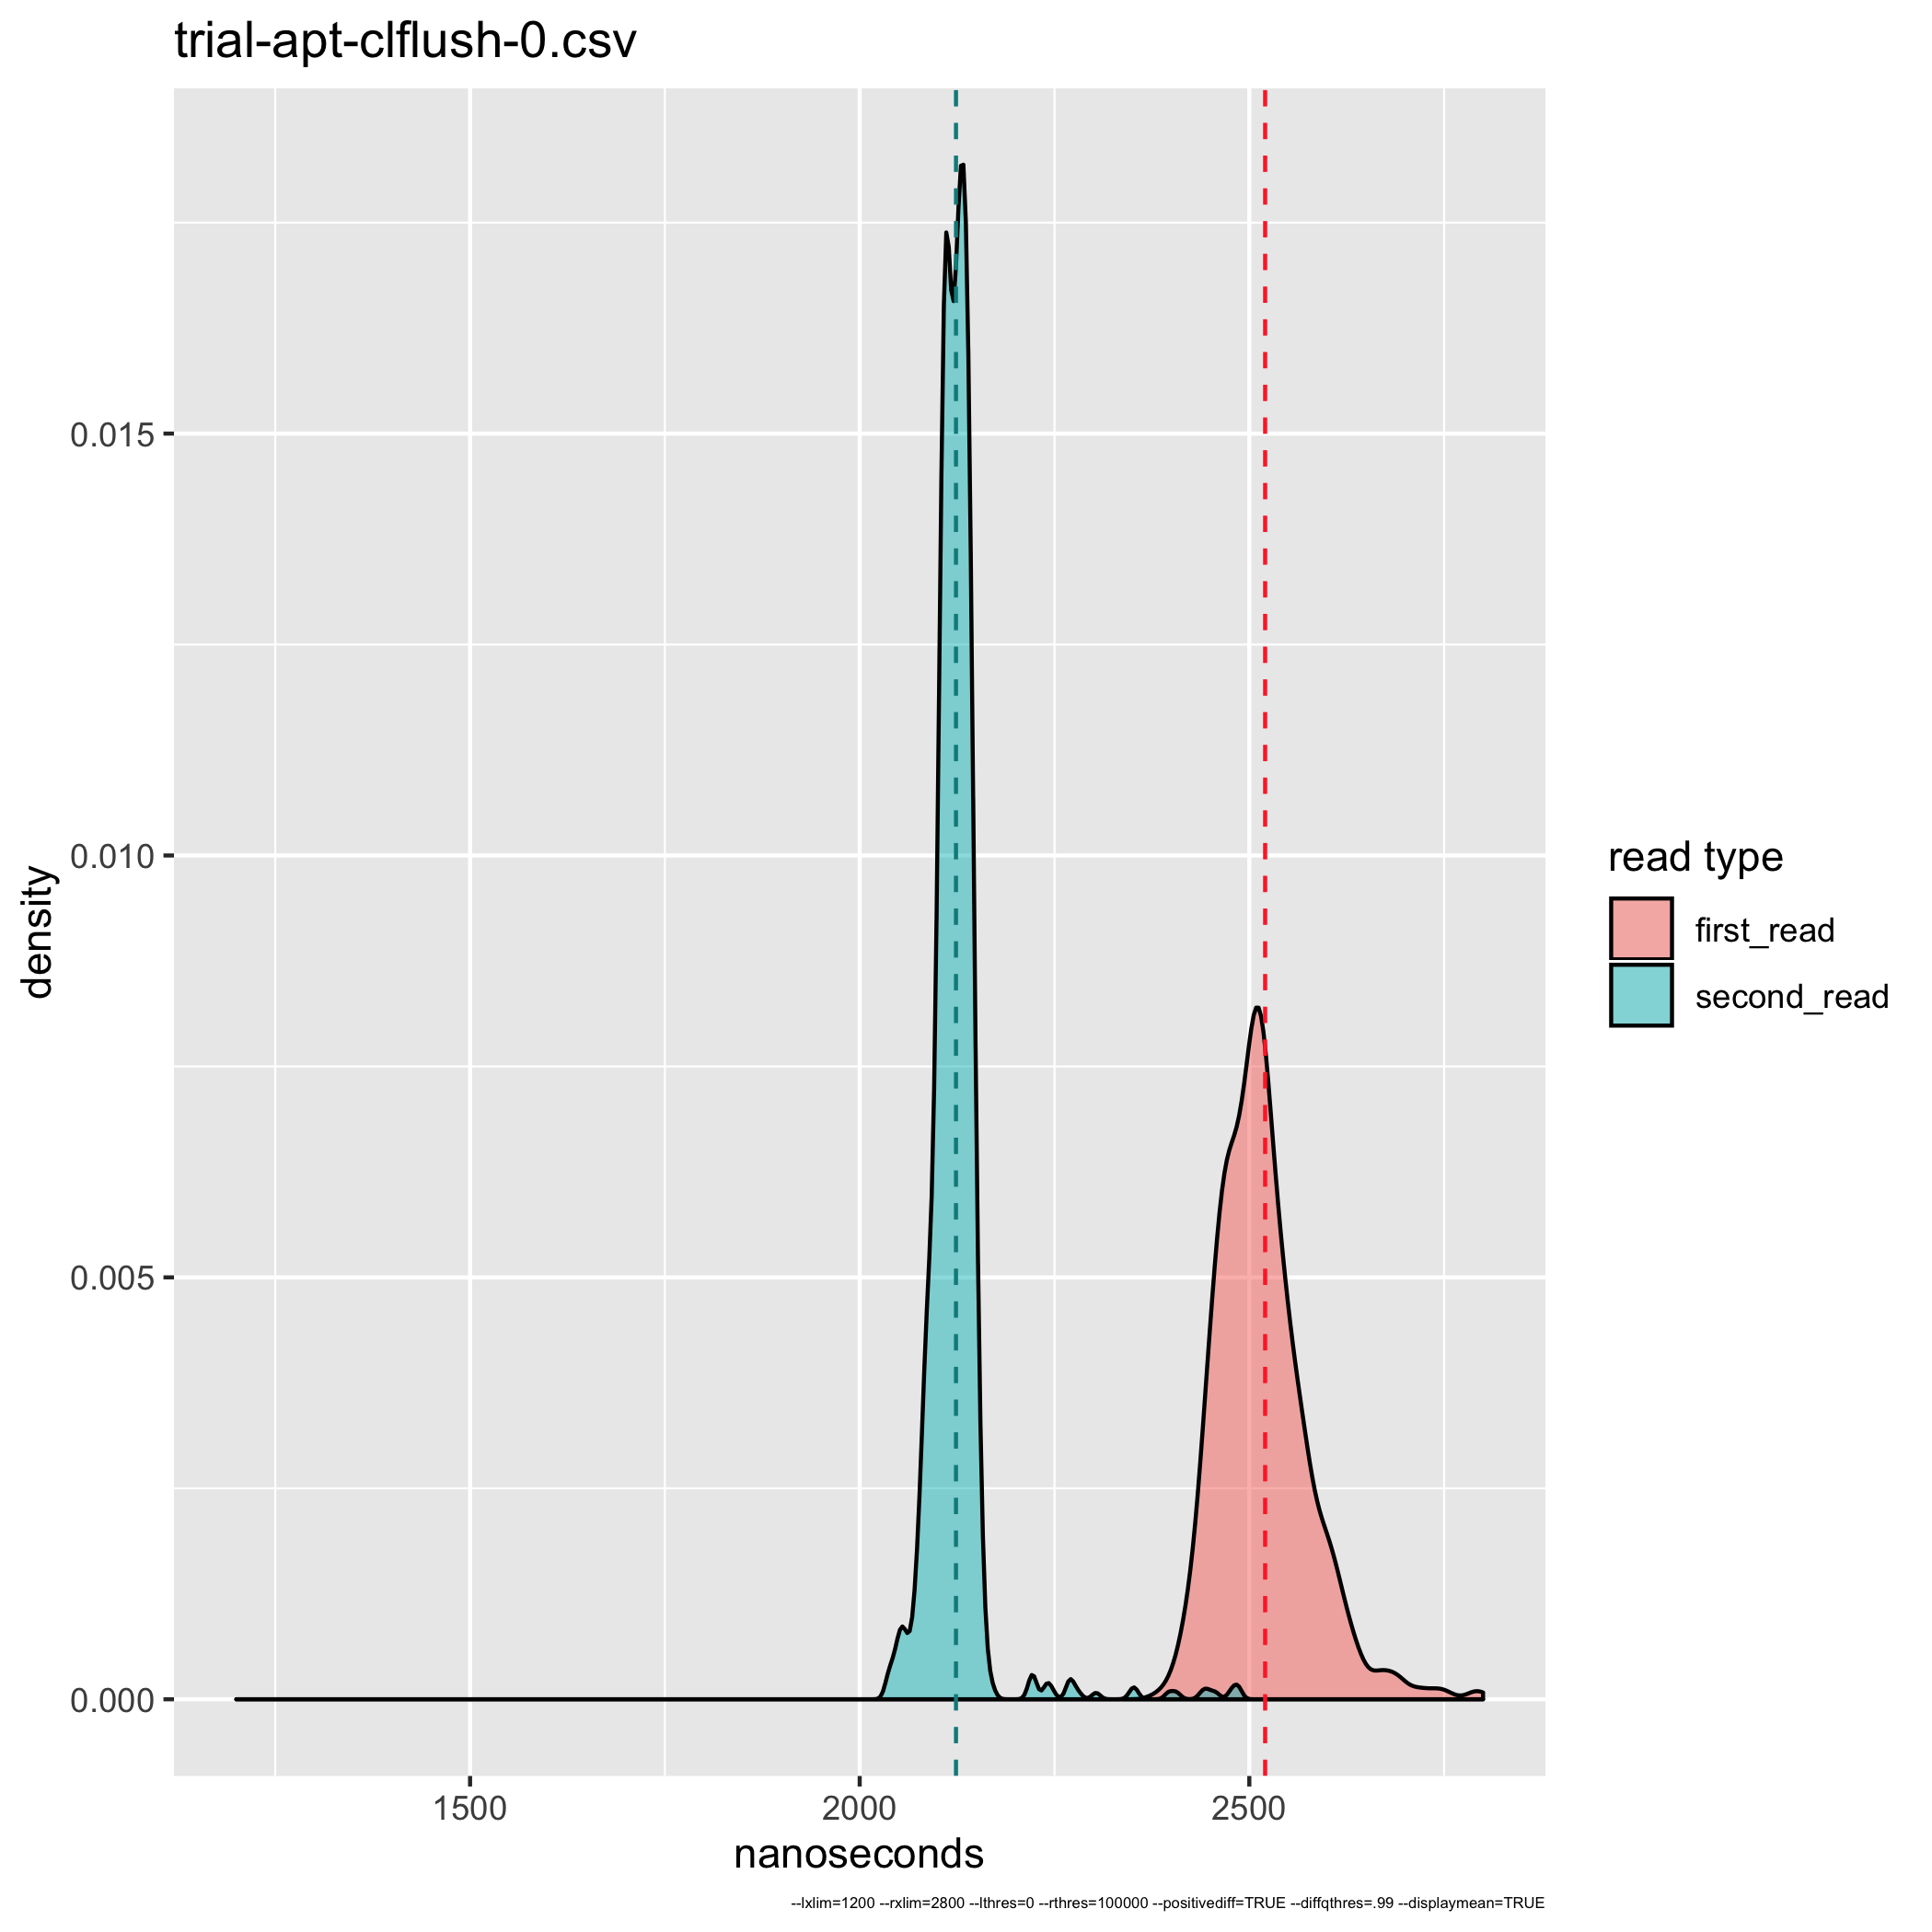 trial-apt-clflush-0.csv
density
0.015
0.010
0.005
0.000
1500 2000 2500
nanoseconds
read type
first_read
second_read
--lxlim=1200 --rxlim=2800 --lthres=0 --rthres=100000 --positivediff=TRUE --diffqthres=.99 --displaymean=TRUE